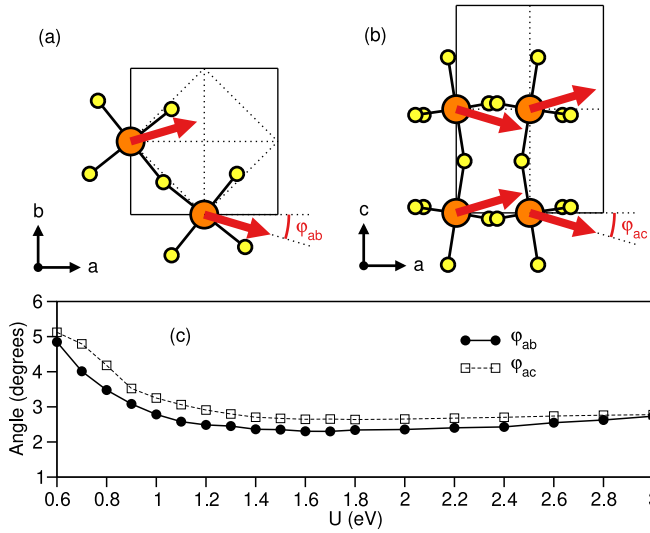 (a)
(b)
φab
b
a
φac
c
a
(c)
φab
φac
Angle (degrees)
6
5
4
3
2
1
0.6 0.8 1 1.2 1.4 1.6 1.8 2 2.2 2.4 2.6 2.8 3
U (eV)